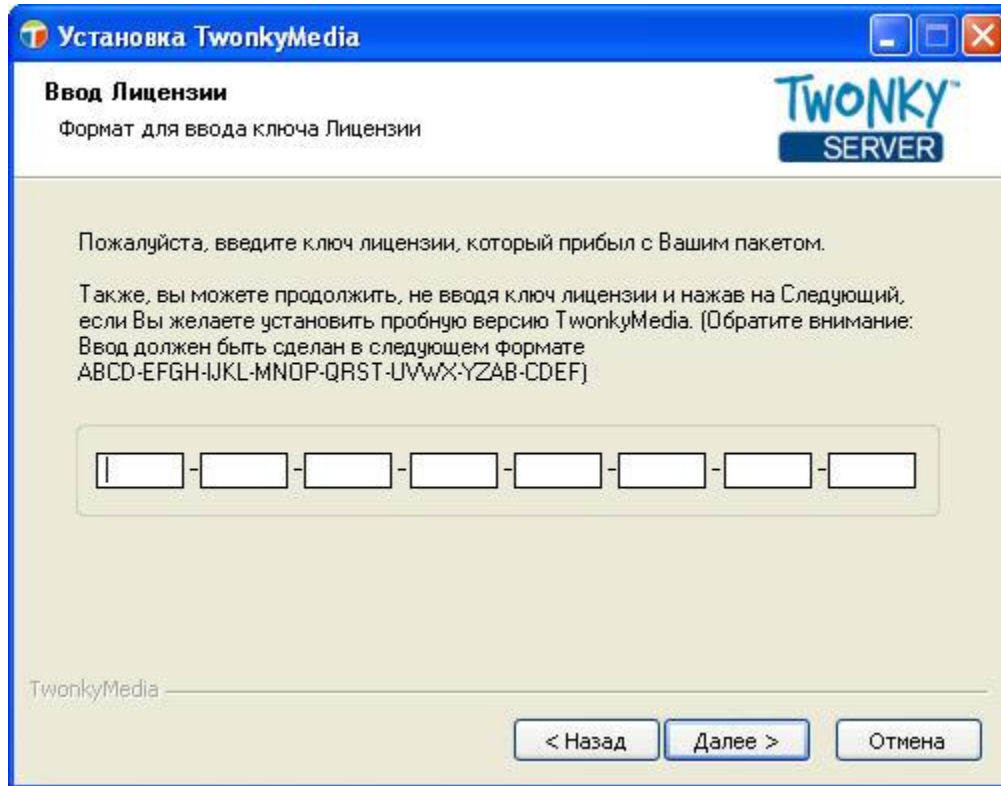 Установка TwonkyMedia
Ввод Лицензии
Формат для ввода ключа Лицензии
TWONKY™
SERVER
Пожалуйста, введите ключ лицензии, который прибыл с Вашим пакетом.
Также, вы можете продолжить, не вводя ключ лицензии и нажав на Следующий,
если Вы желаете установить пробную версию TwonkyMedia. (Обратите внимание:
Ввод должен быть сделан в следующем формате
ABCD-EFGH-IJKL-MNOP-QRST-UVWX-YZAB-CDEF)
- - - - - - -
TwonkyMedia
< Назад Далее > Отмена